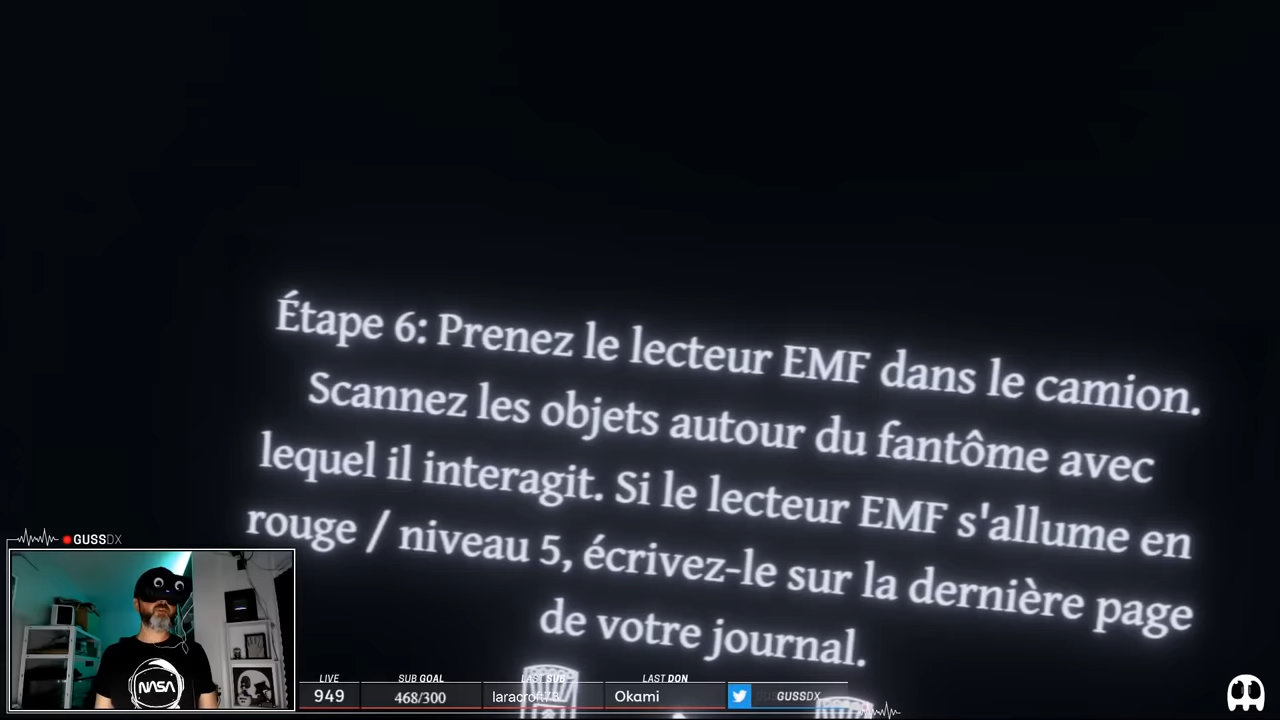 Étape 6: Prenez le lecteur EMF dans le camion.
Scannez les objets autour du fantôme avec
lequel il interagit. Si le lecteur EMF s'allume en
rouge / niveau 5, écrivez-le sur la dernière page
de votre journal.
GUSSDX
NASA
LIVE SUB GOAL LAST SUB LAST DON
949 468/300 laracroft78 Okami GUSSDX